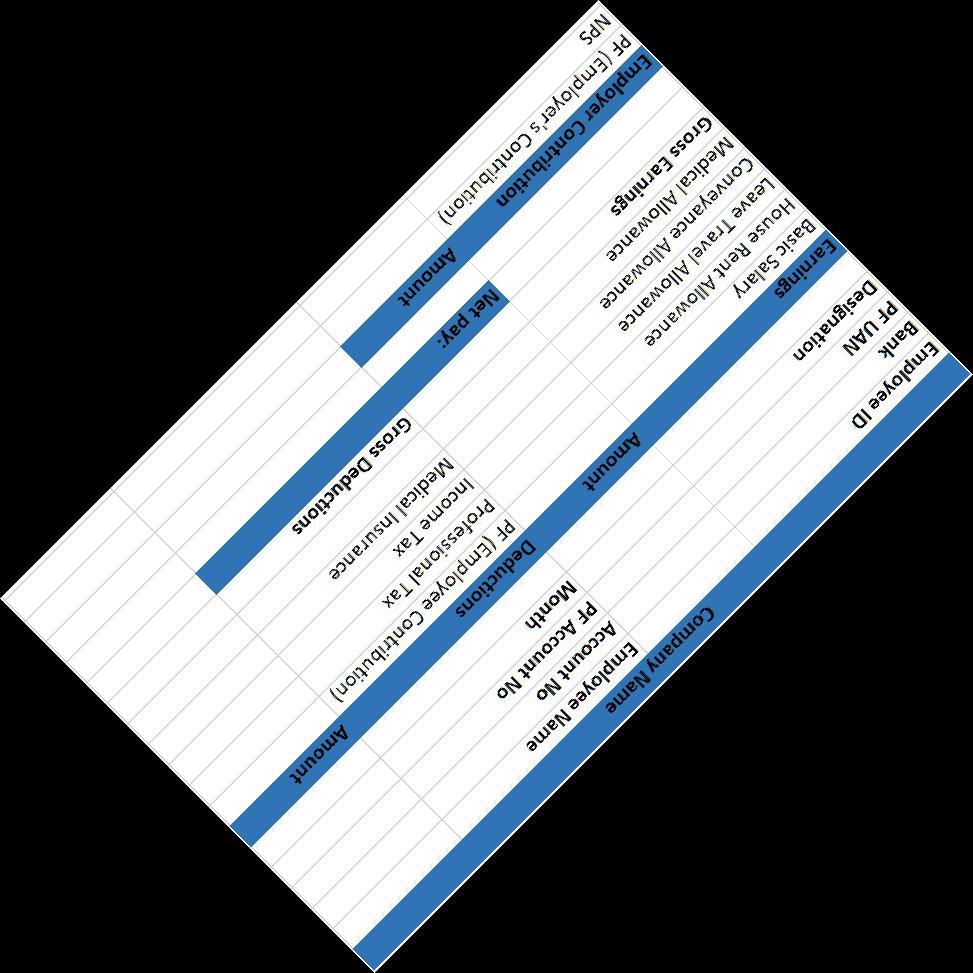 Company Name
Employee ID Employee Name
Bank Account No
PF UAN PF Account No
Designation Month
Earnings Amount Deductions Amount
Basic Salary PF (Employee Contribution)
House Rent Allowance Professional Tax
Leave Travel Allowance Income Tax
Conveyance Allowance Medical Insurance
Medical Allowance
Gross Earnings Gross Deductions
Net pay:
Employer Contribution Amount
PF (Employer's Contribution)
NPS